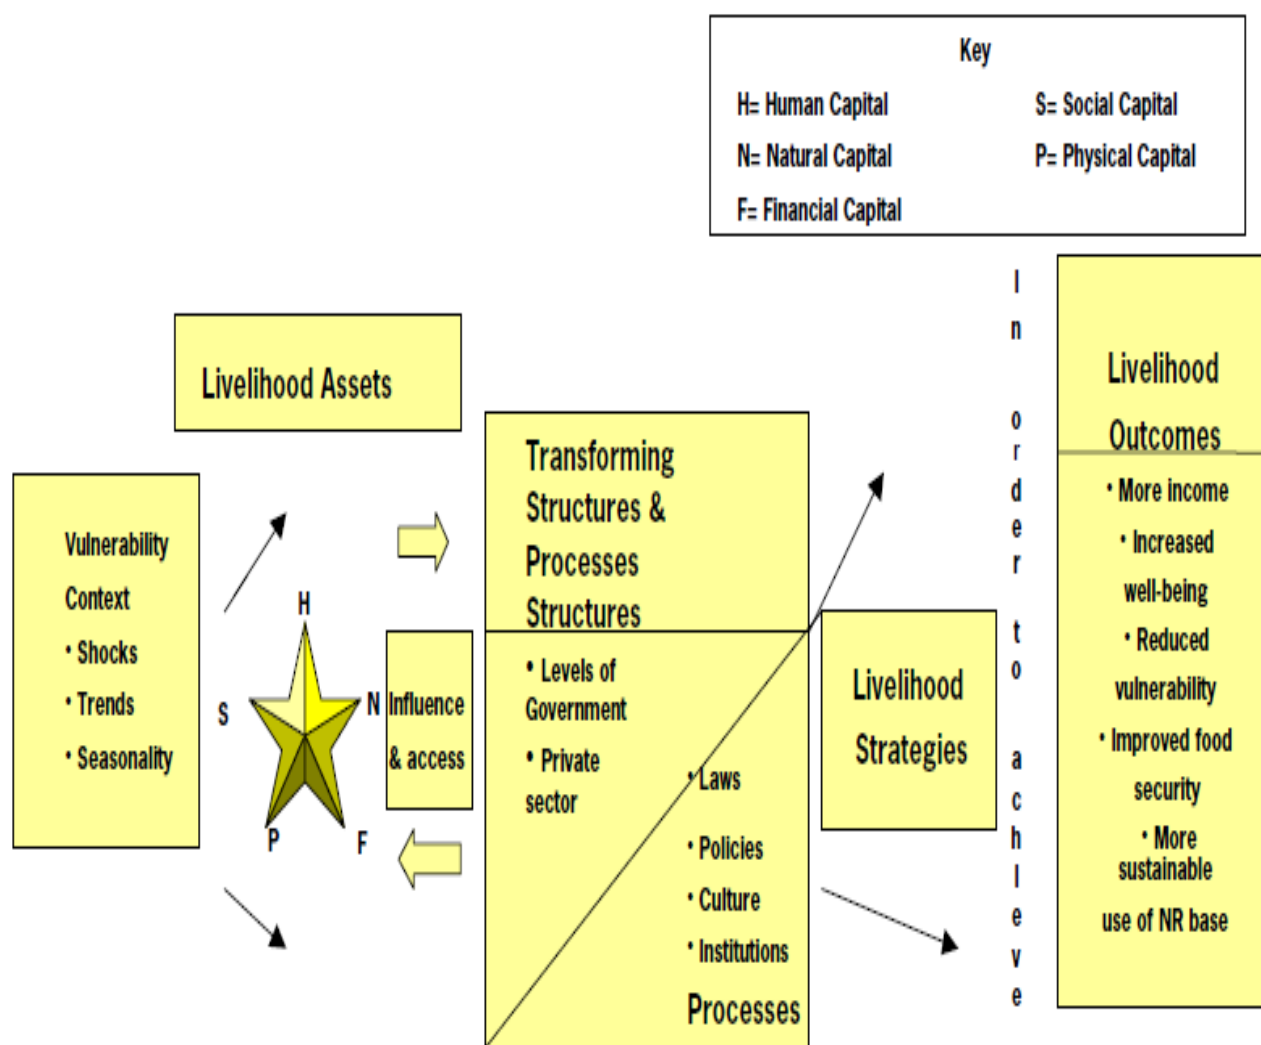 Key
H= Human Capital
S= Social Capital
N= Natural Capital
P= Physical Capital
F= Financial Capital
Livelihood Assets
Vulnerability
Context
• Shocks
• Trends
• Seasonality
H
S
N
P
F
Influence
& access
Transforming
Structures &
Processes
Structures
• Levels of
Government
• Private
sector
• Laws
• Policies
• Culture
• Institutions
Processes
Livelihood
Strategies
In order to achieve
Livelihood
Outcomes
• More income
• Increased
well-being
• Reduced
vulnerability
• Improved food
security
• More
sustainable
use of NR base